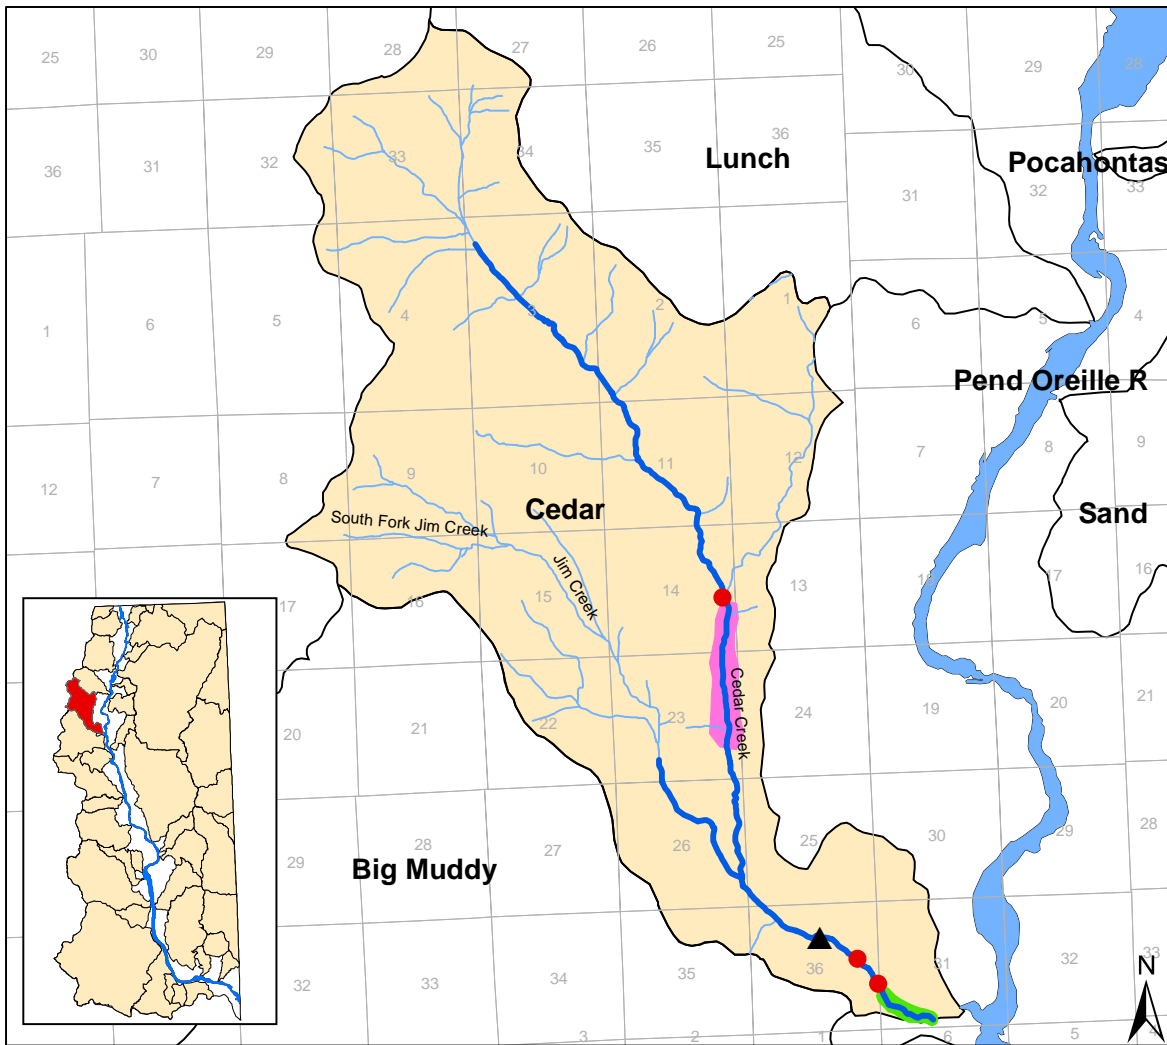 25 30 29 28 27 26 25 30 29 28
36 31 32 33 34 35 36 31 32 33
Lunch
Pocahontas
1 6 5 4 3 2 1 6 5 4
Pend Oreille R
12 7 8 9 10 11 12 7 8 9
Cedar
Sand
South Fork Jim Creek
Jim Creek
17 16 15 14 13 18 17 16
Cedar Creek
20 21 22 23 24 19 20 21
29 28 27 26 25 30 29 28
Big Muddy
32 33 34 35 36 31 32 33
N
3 2 1 6 5 4